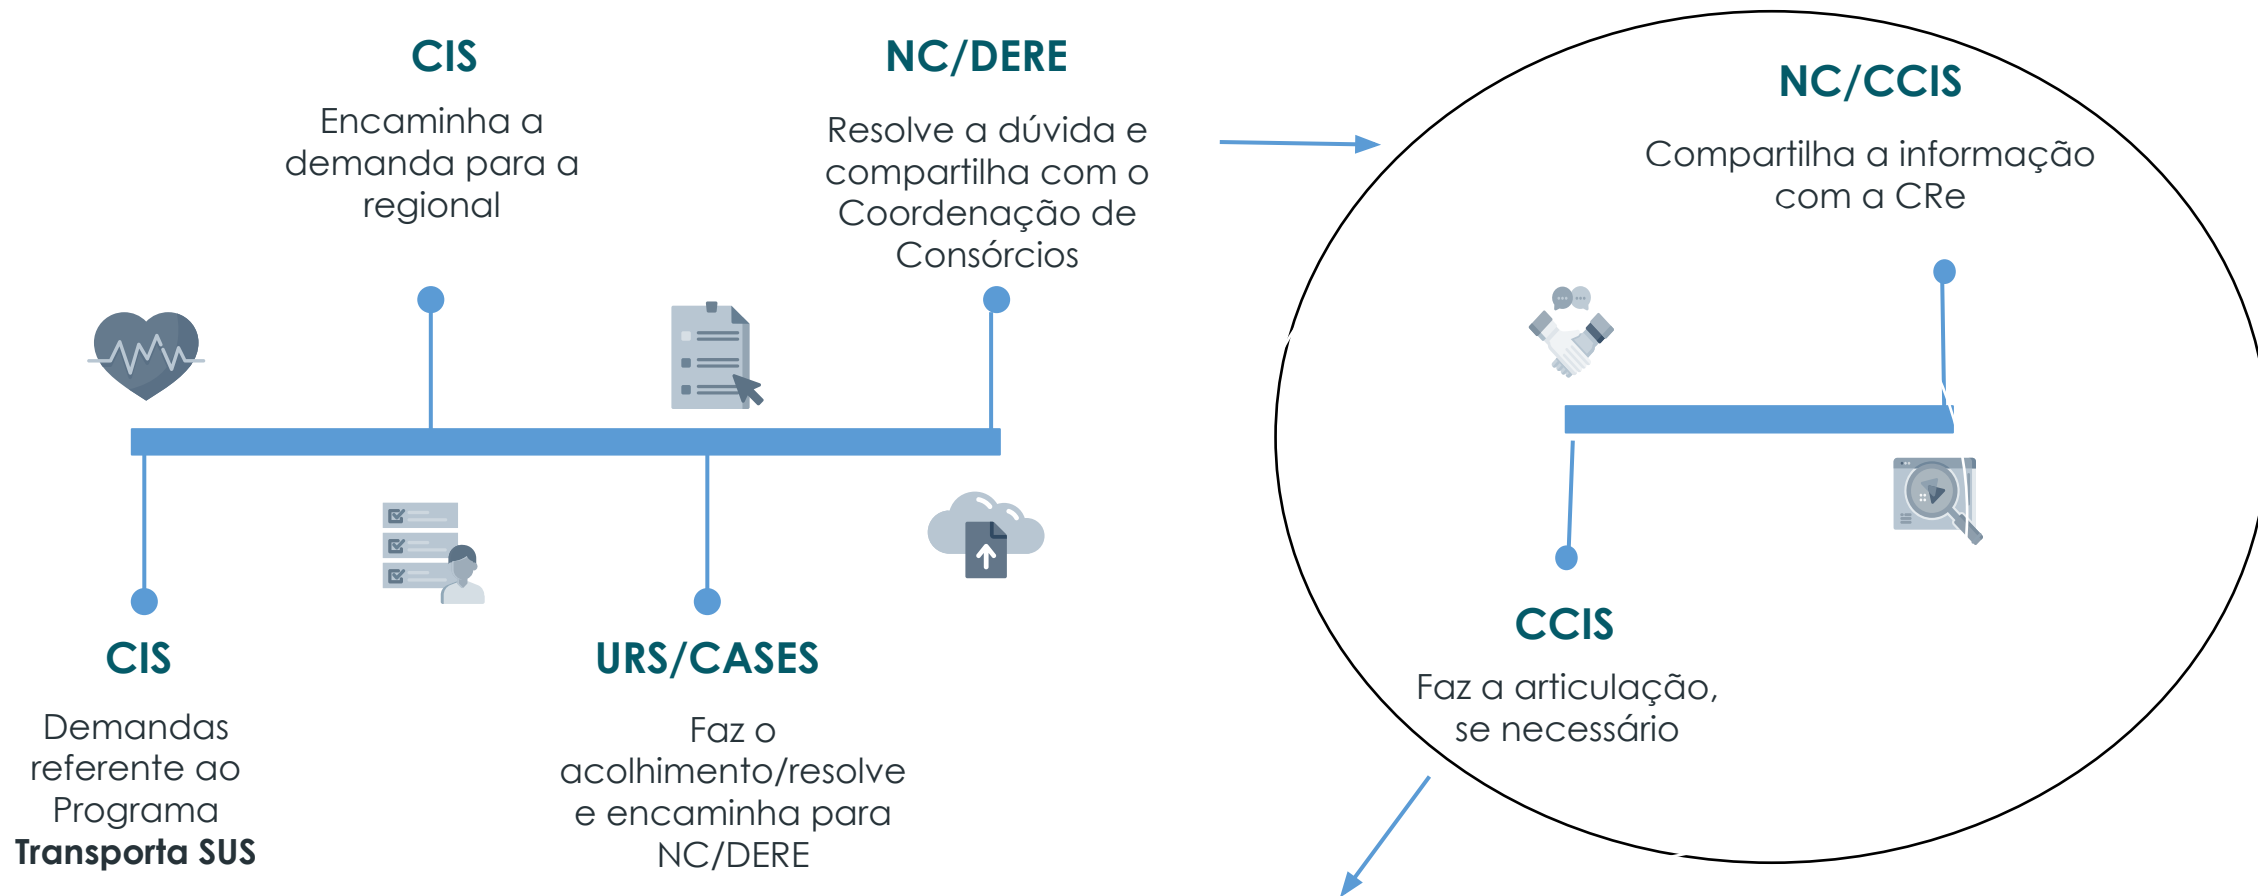 CIS
Encaminha a
demanda para a
regional
NC/DERE
Resolve a dúvida e
compartilha com o
Coordenação de
Consórcios
NC/CCIS
Compartilha a informação
com a CRe
CIS
Demandas
referente ao
Programa
Transporta SUS
URS/CASES
Faz o
acolhimento/resolve
e encaminha para
NC/DERE
CCIS
Faz a articulação,
se necessário